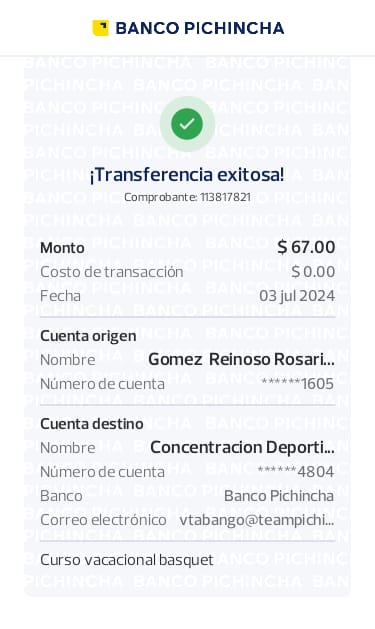 BANCO PICHINCHA
¡Transferencia exitosa!
Comprobante: 113817821
Monto $ 67.00
Costo de transacción $ 0.00
Fecha 03 jul 2024
Cuenta origen
Nombre Gomez Reinoso Rosari...
Número de cuenta ******1605
Cuenta destino
Nombre Concentracion Deporti...
Número de cuenta ******4804
Banco Banco Pichincha
Correo electrónico vtabango@teampichi...
Curso vacacional basquet